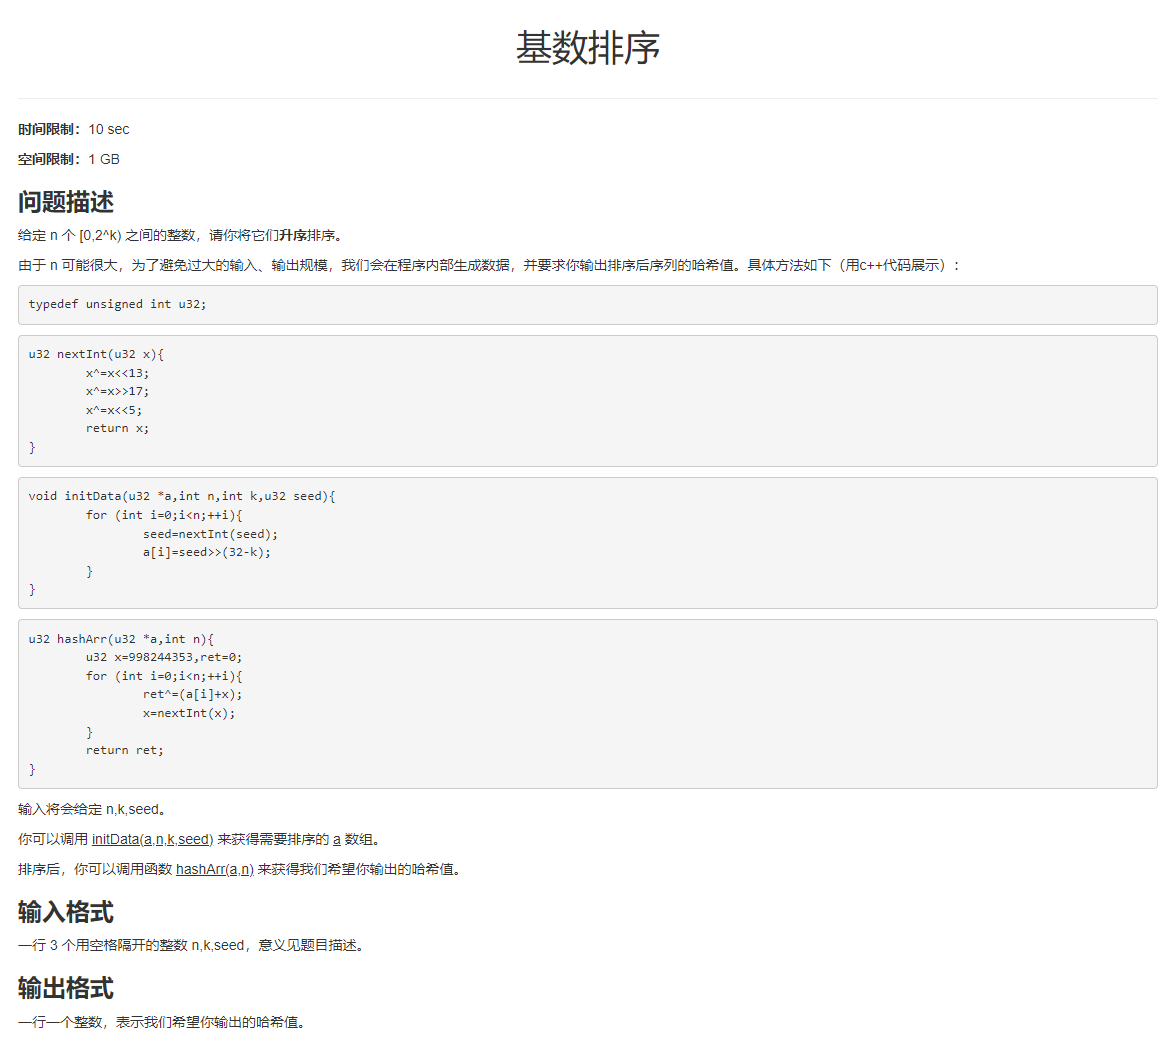 基数排序
时间限制：10 sec
空间限制：1 GB
问题描述
给定 n 个 [0,2^k) 之间的整数，请你将它们升序排序。
由于 n 可能很大，为了避免过大的输入、输出规模，我们会在程序内部生成数据，并要求你输出排序后序列的哈希值。具体方法如下（用c++代码展示）：
typedef unsigned int u32;
u32 nextInt(u32 x){
x^=x<<13;
x^=x>>17;
x^=x<<5;
return x;
}
void initData(u32 *a,int n,int k,u32 seed){
for (int i=0;i<n;++i){
seed=nextInt(seed);
a[i]=seed>>(32-k);
}
}
u32 hashArr(u32 *a,int n){
u32 x=998244353,ret=0;
for (int i=0;i<n;++i){
ret^=(a[i]+x);
x=nextInt(x);
}
return ret;
}
输入将会给定 n,k,seed。
你可以调用 initData(a,n,k,seed) 来获得需要排序的 a 数组。
排序后，你可以调用函数 hashArr(a,n) 来获得我们希望你输出的哈希值。
输入格式
一行 3 个用空格隔开的整数 n,k,seed，意义见题目描述。
输出格式
一行一个整数，表示我们希望你输出的哈希值。